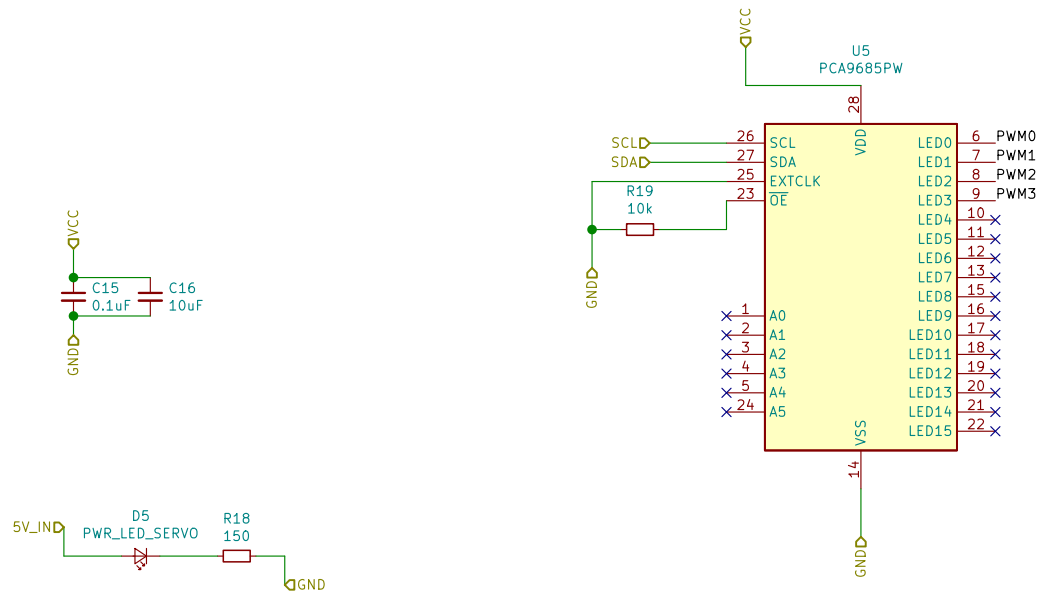 VCC
U5
PCA9685PW
28
VDD
SCL 26 SCL LED0 6 PWM0
SDA 27 SDA LED1 7 PWM1
25 EXTCLK LED2 8 PWM2
R19 23 OE LED3 9 PWM3
10k
LED4 10
LED5 11
LED6 12
LED7 13
LED8 15
GND
1 A0 LED9 16
2 A1 LED10 17
3 A2 LED11 18
4 A3 LED12 19
5 A4 LED13 20
24 A5 LED14 21
LED15 22
VSS
14
GND
VCC
C15 C16
0.1uF 10uF
GND
5V_IN
D5
PWR_LED_SERVO
R18
150
GND